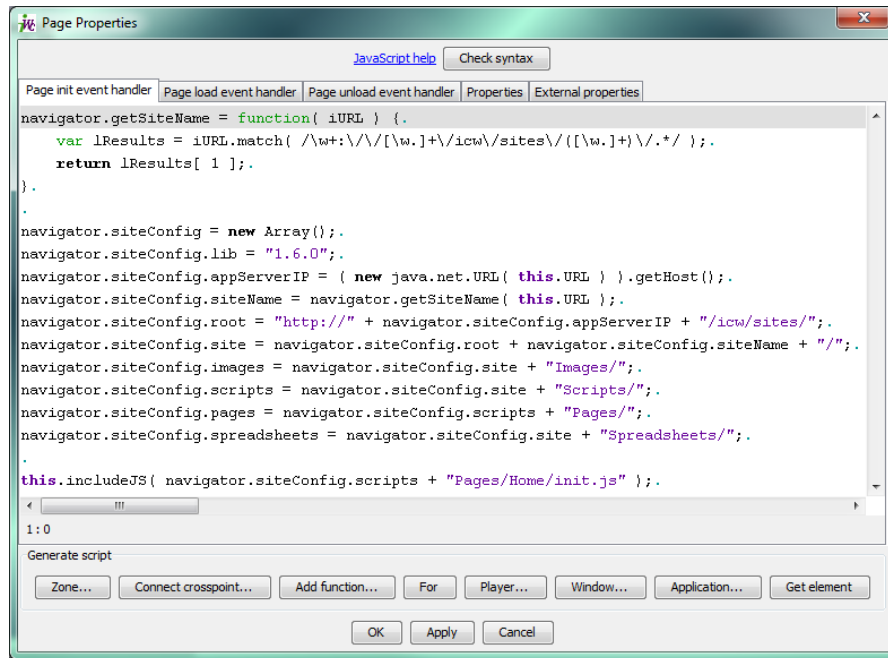 Page Properties
JavaScript help Check syntax
Page init event handler Page load event handler Page unload event handler Properties External properties
navigator.getSiteName = function( iURL ) {.
var lResults = iURL.match( /\w+:\/\/[\w.]+\/icw\/sites\/([\w.]+)\/.*/ );.
return lResults[ 1 ];.
}.
.
navigator.siteConfig = new Array();.
navigator.siteConfig.lib = "1.6.0";.
navigator.siteConfig.appServerIP = ( new java.net.URL( this.URL ) ).getHost();.
navigator.siteConfig.siteName = navigator.getSiteName( this.URL );.
navigator.siteConfig.root = "http://" + navigator.siteConfig.appServerIP + "/icw/sites/";.
navigator.siteConfig.site = navigator.siteConfig.root + navigator.siteConfig.siteName + "/";.
navigator.siteConfig.images = navigator.siteConfig.site + "Images/";.
navigator.siteConfig.scripts = navigator.siteConfig.site + "Scripts/";.
navigator.siteConfig.pages = navigator.siteConfig.scripts + "Pages/";.
navigator.siteConfig.spreadsheets = navigator.siteConfig.site + "Spreadsheets/";.
.
this.includeJS( navigator.siteConfig.scripts + "Pages/Home/init.js" );.
1:0
Generate script
Zone... Connect crosspoint... Add function... For Player... Window... Application... Get element
OK Apply Cancel